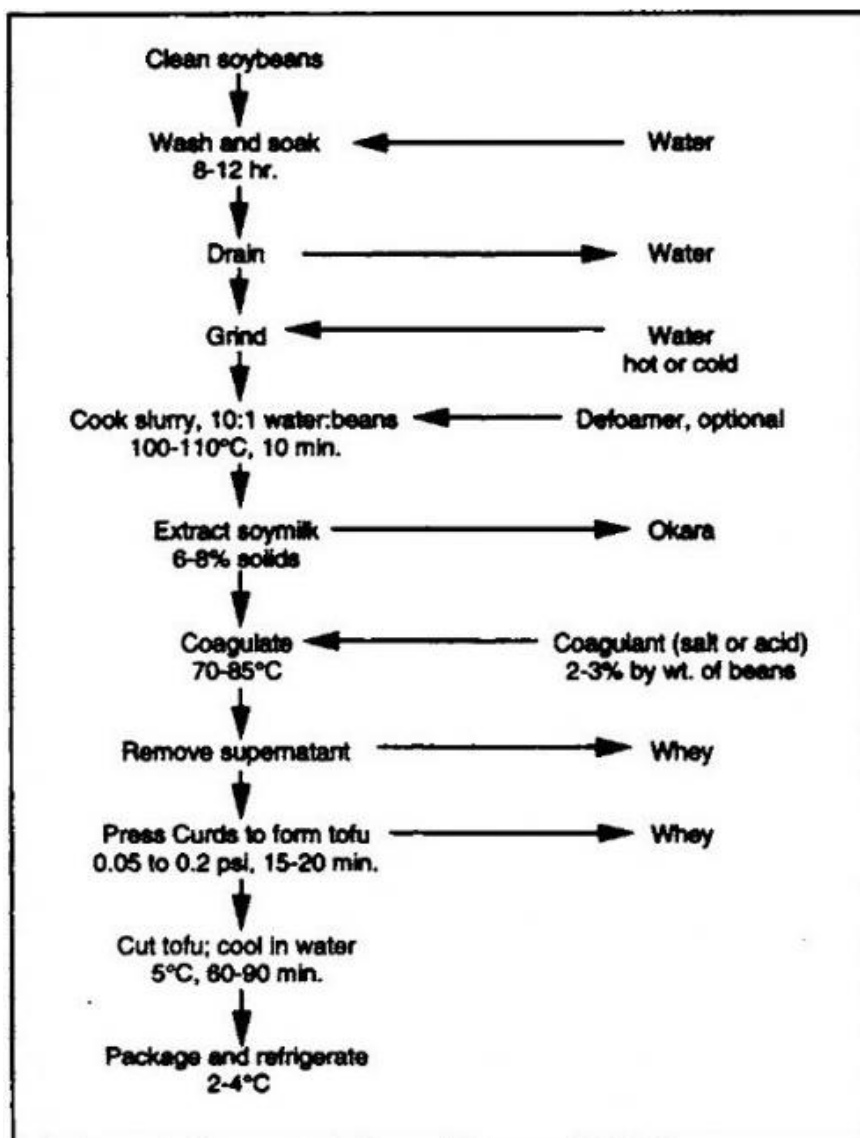 Clean soybeans
Wash and soak
8-12 hr.
Water
Drain
Water
Grind
Water
hot or cold
Cook slurry, 10:1 water:beans
100-110°C, 10 min.
Defoamer, optional
Extract soymilk
6-8% solids
Okara
Coagulate
70-85°C
Coagulant (salt or acid)
2-3% by wt. of beans
Remove supernatant
Whey
Press Curds to form tofu
0.05 to 0.2 psi, 15-20 min.
Whey
Cut tofu; cool in water
5°C, 60-90 min.
Package and refrigerate
2-4°C